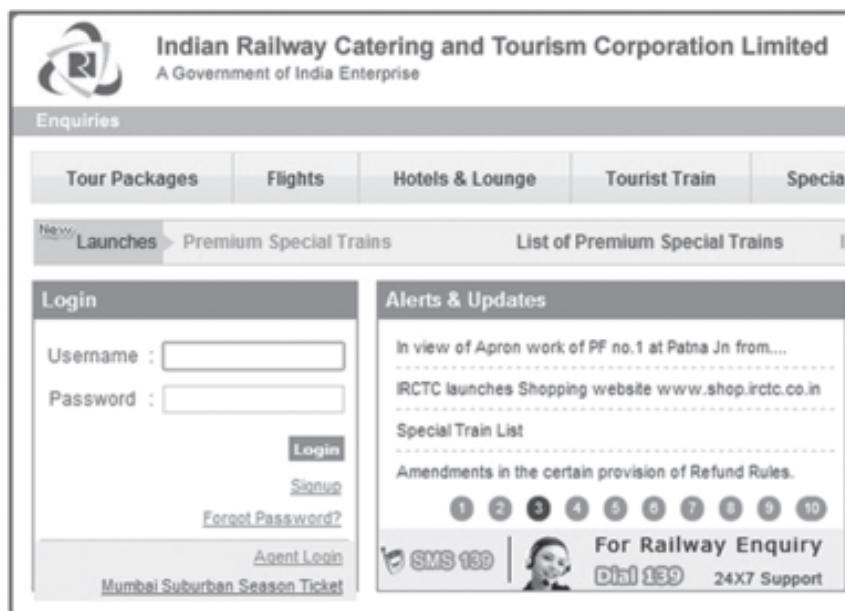 Indian Railway Catering and Tourism Corporation Limited
A Government of India Enterprise
Enquiries
Tour Packages Flights Hotels & Lounge Tourist Train Specia
New Launches Premium Special Trains List of Premium Special Trains
Login
Username :
Password :
Login
Signup
Forgot Password?
Agent Login
Mumbai Suburban Season Ticket
Alerts & Updates
In view of Apron work of PF no.1 at Patna Jn from....
IRCTC launches Shopping website www.shop.irctc.co.in
Special Train List
Amendments in the certain provision of Refund Rules.
1 2 3 4 5 6 7 8 9 10
SMS 139
For Railway Enquiry
Dial 139 24X7 Support